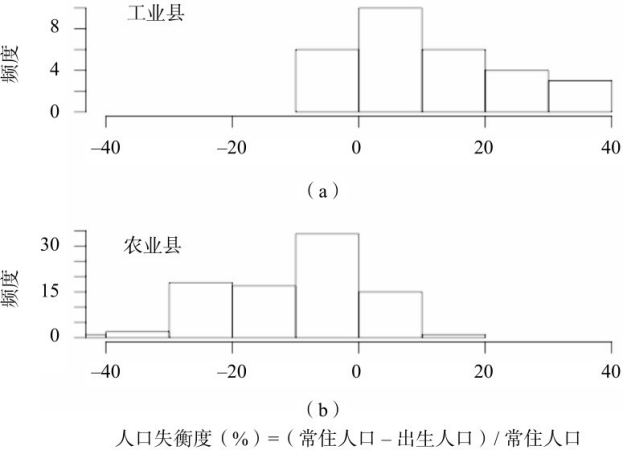 工业县
频度
8
4
0
–40 –20 0 20 40
（a）
农业县
频度
30
15
0
–40 –20 0 20 40
（b）
人口失衡度（%）=（常住人口 – 出生人口）/ 常住人口